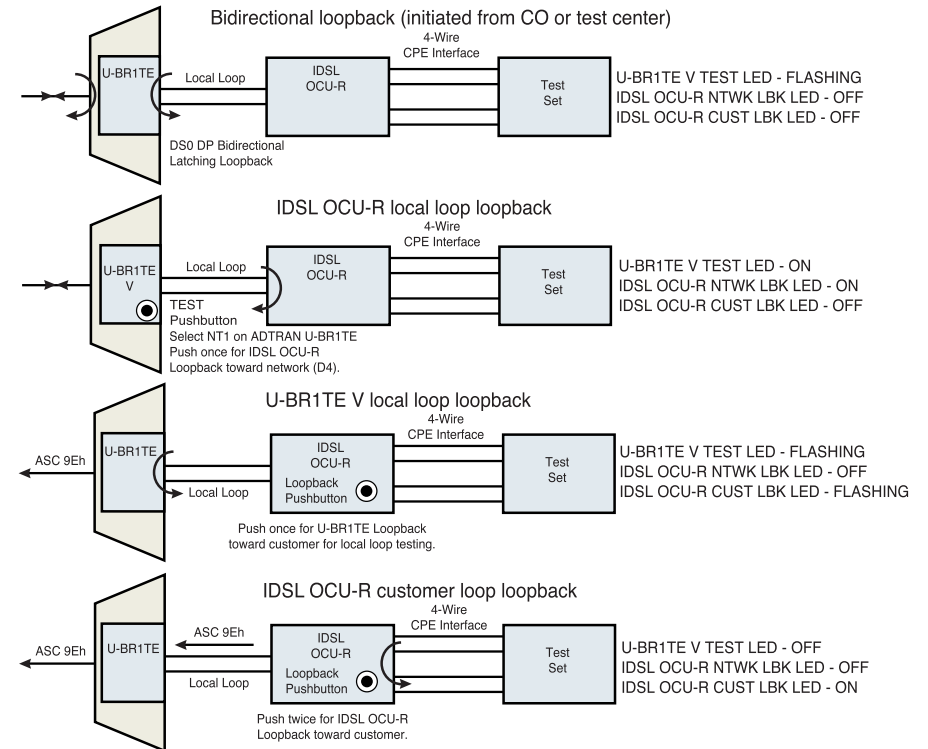 Bidirectional loopback (initiated from CO or test center)
4-Wire
CPE Interface
U-BR1TE
Local Loop
IDSL
OCU-R
Test
Set
U-BR1TE V TEST LED - FLASHING
IDSL OCU-R NTWK LBK LED - OFF
IDSL OCU-R CUST LBK LED - OFF
DS0 DP Bidirectional
Latching Loopback
IDSL OCU-R local loop loopback
4-Wire
CPE Interface
U-BR1TE
V
Local Loop
IDSL
OCU-R
Test
Set
U-BR1TE V TEST LED - ON
IDSL OCU-R NTWK LBK LED - ON
IDSL OCU-R CUST LBK LED - OFF
TEST
Pushbutton
Select NT1 on ADTRAN U-BR1TE
Push once for IDSL OCU-R
Loopback toward network (D4).
U-BR1TE V local loop loopback
4-Wire
CPE Interface
ASC 9Eh
U-BR1TE
Local Loop
IDSL
OCU-R
Loopback
Pushbutton
Test
Set
U-BR1TE V TEST LED - FLASHING
IDSL OCU-R NTWK LBK LED - OFF
IDSL OCU-R CUST LBK LED - FLASHING
Push once for U-BR1TE Loopback
toward customer for local loop testing.
IDSL OCU-R customer loop loopback
4-Wire
CPE Interface
ASC 9Eh
U-BR1TE
ASC 9Eh
Local Loop
IDSL
OCU-R
Loopback
Pushbutton
Test
Set
U-BR1TE V TEST LED - OFF
IDSL OCU-R NTWK LBK LED - OFF
IDSL OCU-R CUST LBK LED - ON
Push twice for IDSL OCU-R
Loopback toward customer.